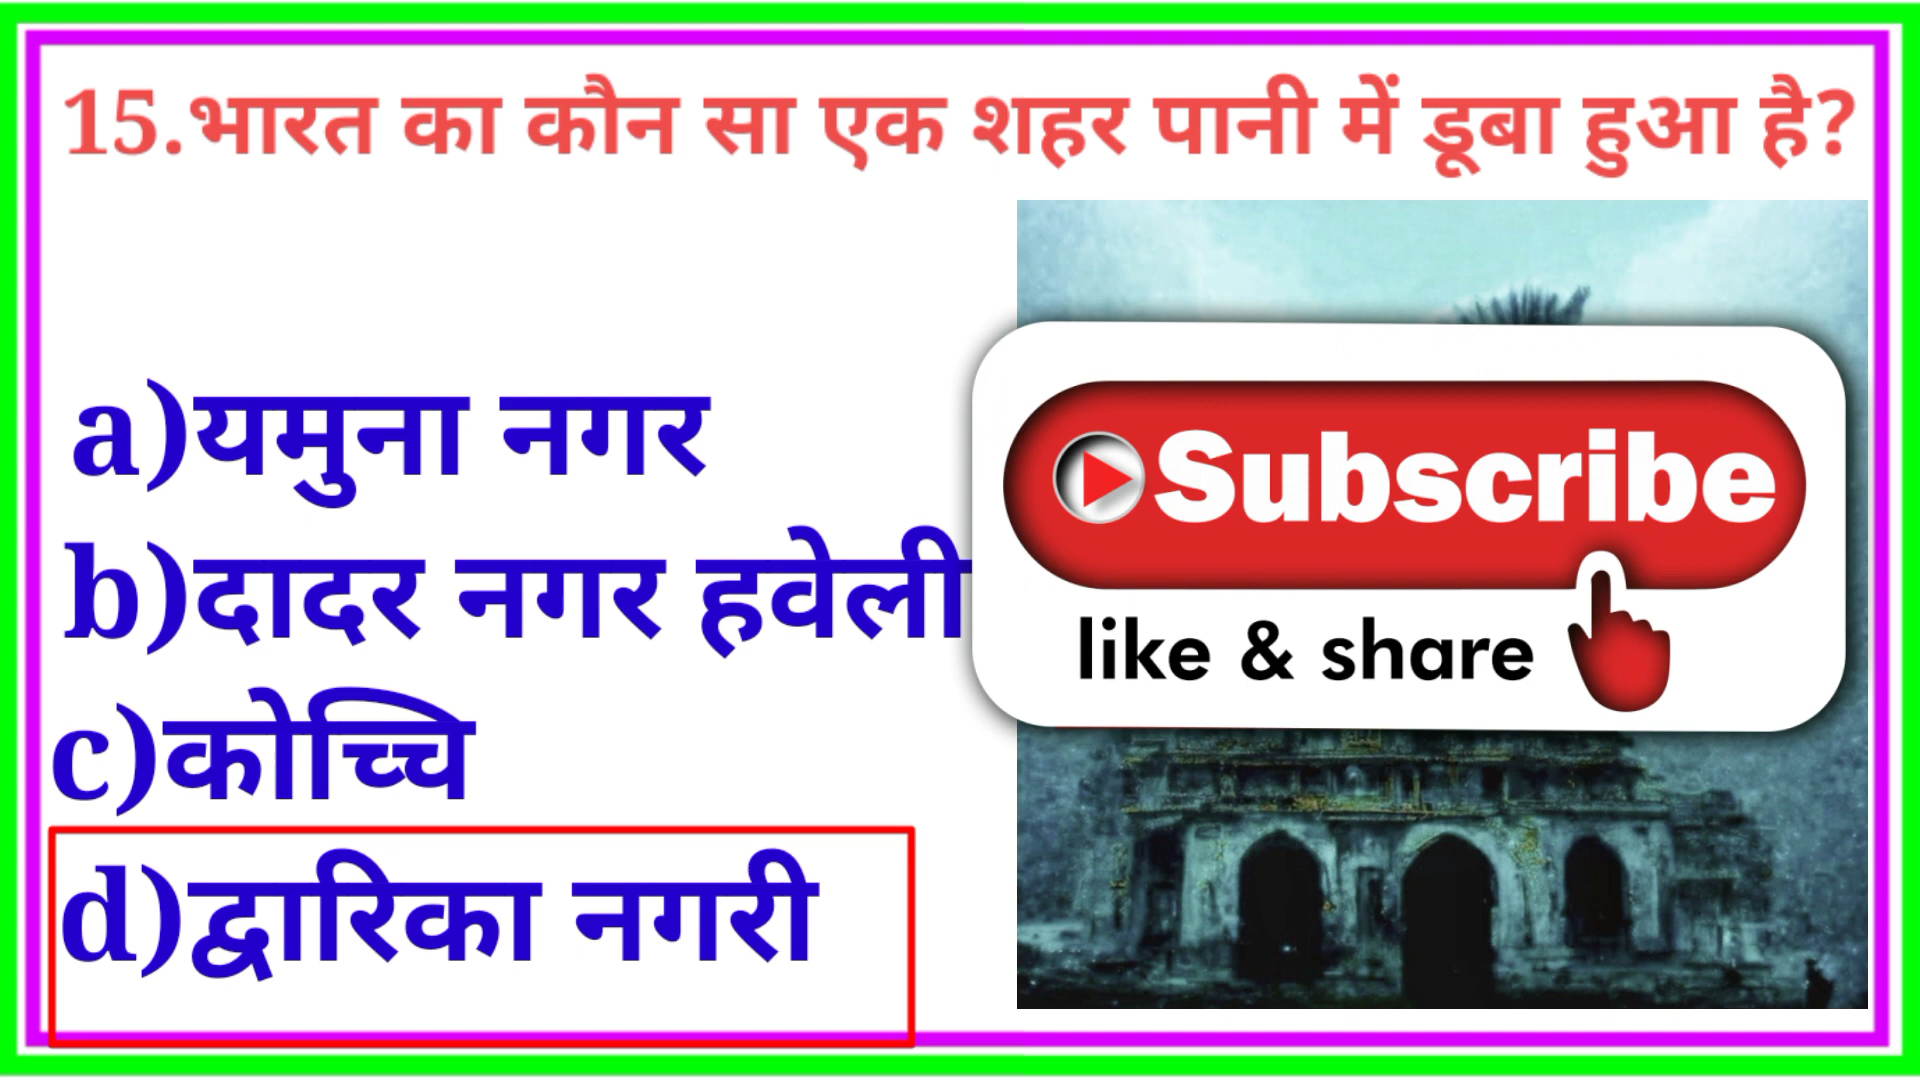 15.भारत का कौन सा एक शहर पानी में डूबा हुआ है?
a)यमुना नगर
b)दादर नगर हवेली
c)कोच्चि
d)द्वारिका नगरी
Subscribe
like & share